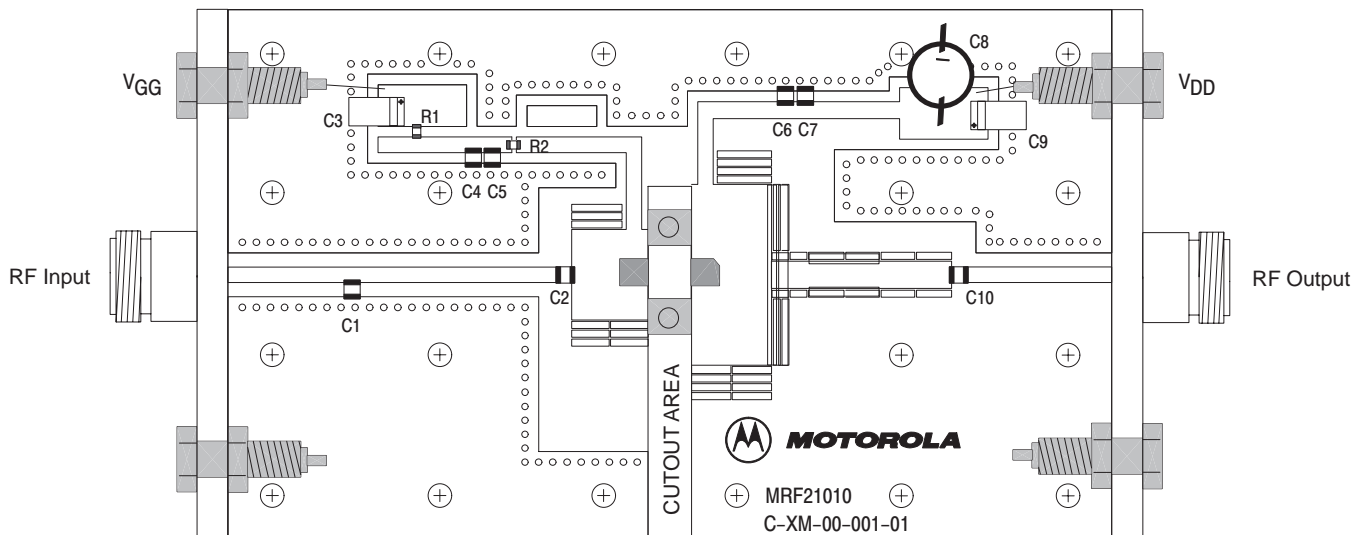 C8
VGG
VDD
C3
R1
C6 C7
C9
R2
C4 C5
RF Input
C2
C10
RF Output
C1
CUTOUT AREA
MOTOROLA
MRF21010
C-XM-00-001-01